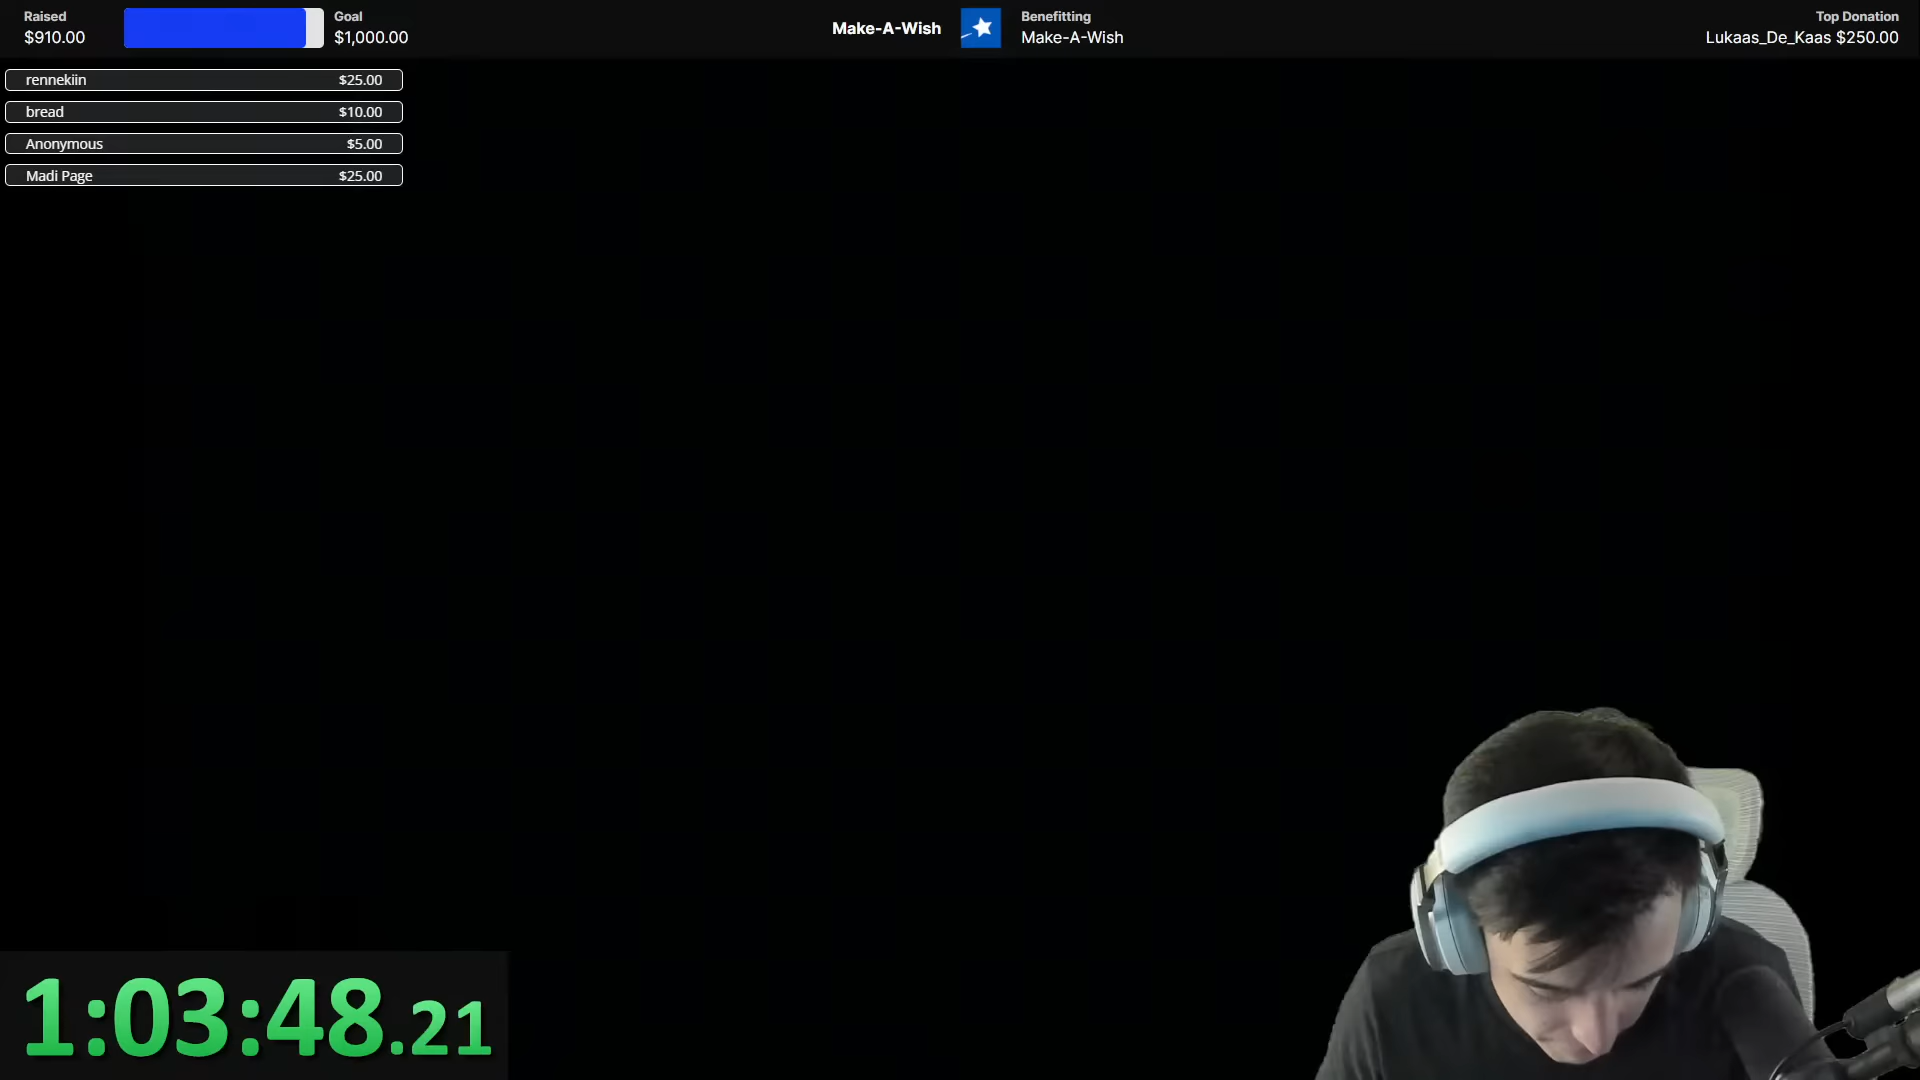 Raised
$910.00
Goal
$1,000.00
Make-A-Wish
Benefitting
Make-A-Wish
Top Donation
Lukaas_De_Kaas $250.00
rennekiin $25.00
bread $10.00
Anonymous $5.00
Madi Page $25.00
1:03:48.21